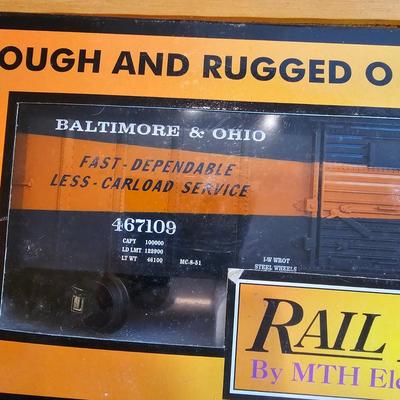 OUGH AND RUGGED O
BALTIMORE & OHIO
FAST-DEPENDABLE
LESS-CARLOAD SERVICE
467109
CAPY 100000
LD LMT 122900
LT WT 46100 MC-8-51
1-W WROT
STEEL WHEELS
RAIL
By MTH Ele